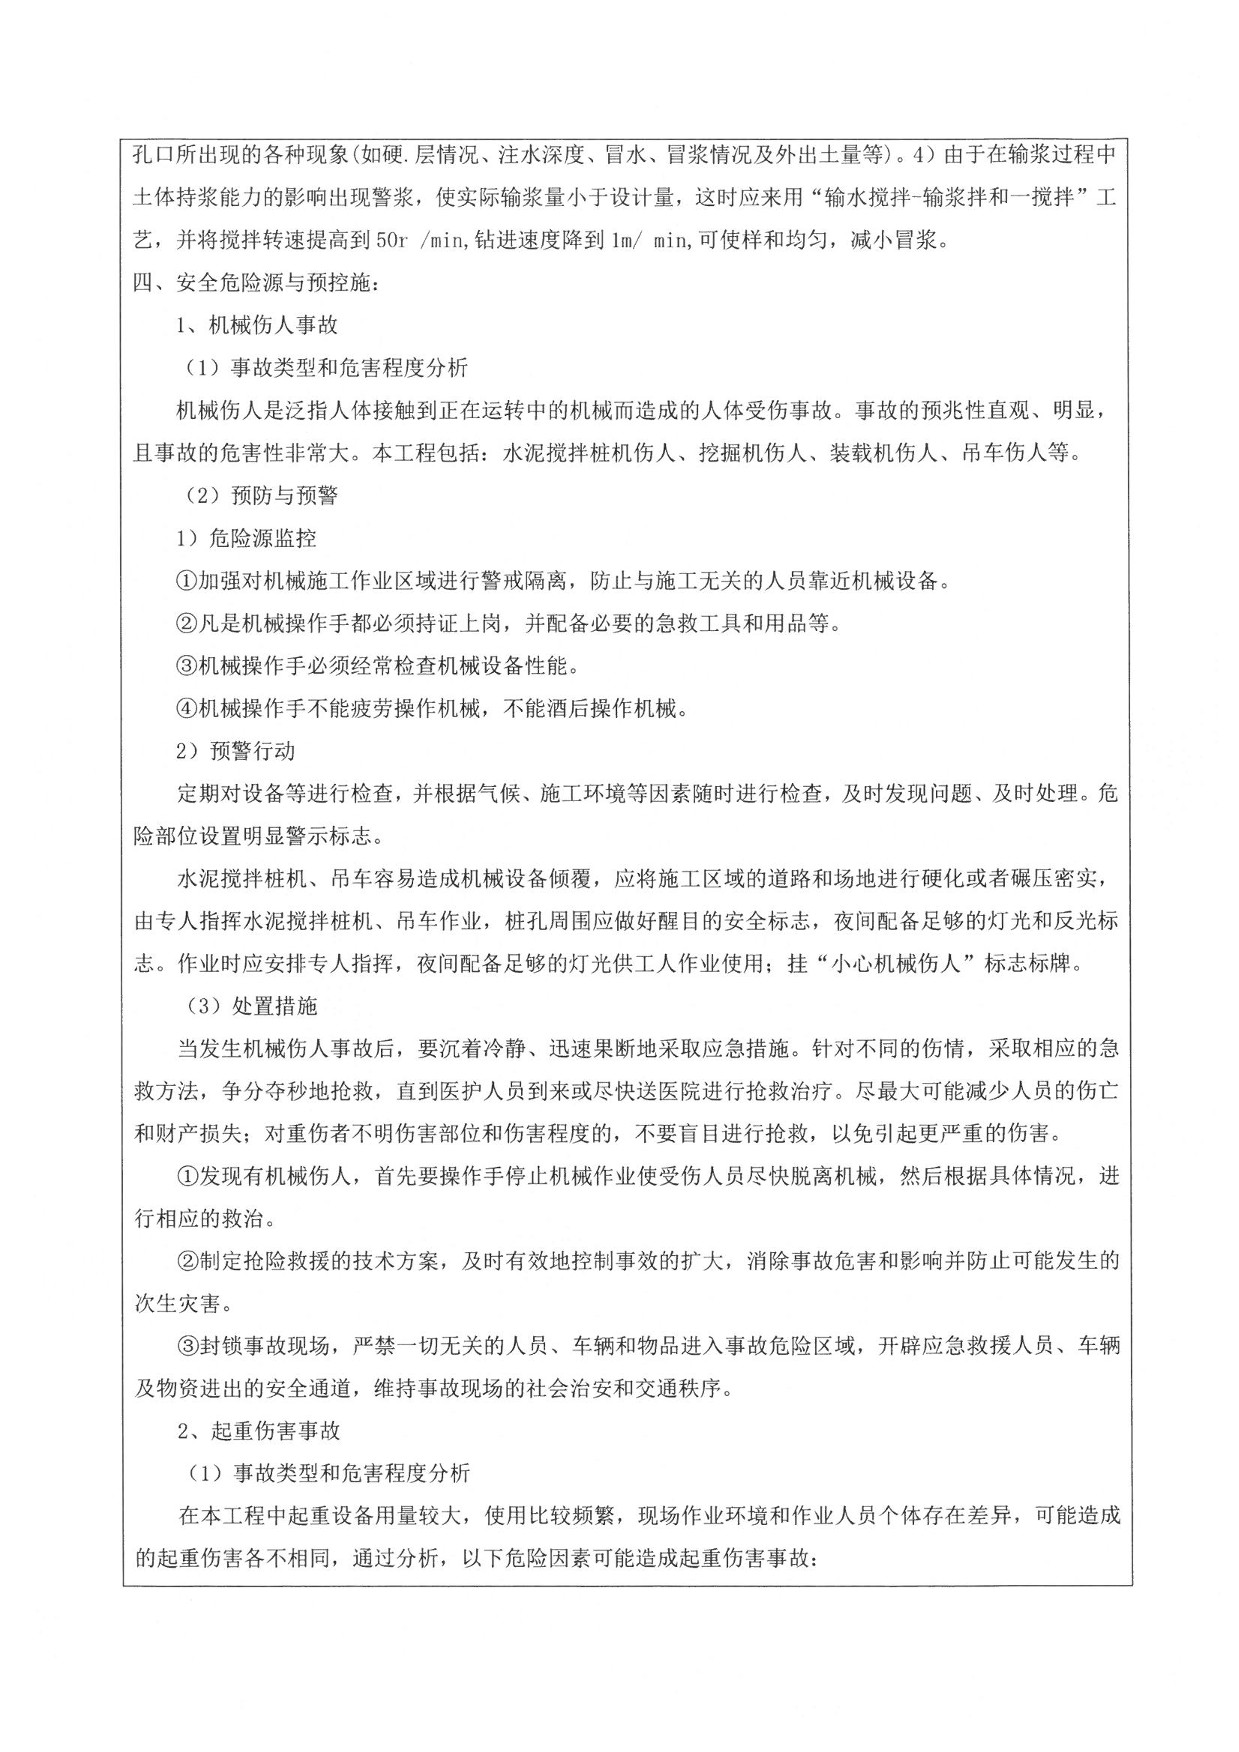 孔口所出现的各种现象(如硬.层情况、注水深度、冒水、冒浆情况及外出土量等)。4）由于在输浆过程中
土体持浆能力的影响出现警浆，使实际输浆量小于设计量，这时应来用“输水搅拌-输浆拌和一搅拌”工
艺，并将搅拌转速提高到50r /min,钻进速度降到1m/ min,可使样和均匀，减小冒浆。
四、安全危险源与预控施：
1、机械伤人事故
（1）事故类型和危害程度分析
机械伤人是泛指人体接触到正在运转中的机械而造成的人体受伤事故。事故的预兆性直观、明显，
且事故的危害性非常大。本工程包括：水泥搅拌桩机伤人、挖掘机伤人、装载机伤人、吊车伤人等。
（2）预防与预警
1）危险源监控
①加强对机械施工作业区域进行警戒隔离，防止与施工无关的人员靠近机械设备。
②凡是机械操作手都必须持证上岗，并配备必要的急救工具和用品等。
③机械操作手必须经常检查机械设备性能。
④机械操作手不能疲劳操作机械，不能酒后操作机械。
2）预警行动
定期对设备等进行检查，并根据气候、施工环境等因素随时进行检查，及时发现问题、及时处理。危
险部位设置明显警示标志。
水泥搅拌桩机、吊车容易造成机械设备倾覆，应将施工区域的道路和场地进行硬化或者碾压密实，
由专人指挥水泥搅拌桩机、吊车作业，桩孔周围应做好醒目的安全标志，夜间配备足够的灯光和反光标
志。作业时应安排专人指挥，夜间配备足够的灯光供工人作业使用；挂“小心机械伤人”标志标牌。
（3）处置措施
当发生机械伤人事故后，要沉着冷静、迅速果断地采取应急措施。针对不同的伤情，采取相应的急
救方法，争分夺秒地抢救，直到医护人员到来或尽快送医院进行抢救治疗。尽最大可能减少人员的伤亡
和财产损失；对重伤者不明伤害部位和伤害程度的，不要盲目进行抢救，以免引起更严重的伤害。
①发现有机械伤人，首先要操作手停止机械作业使受伤人员尽快脱离机械，然后根据具体情况，进
行相应的救治。
②制定抢险救援的技术方案，及时有效地控制事效的扩大，消除事故危害和影响并防止可能发生的
次生灾害。
③封锁事故现场，严禁一切无关的人员、车辆和物品进入事故危险区域，开辟应急救援人员、车辆
及物资进出的安全通道，维持事故现场的社会治安和交通秩序。
2、起重伤害事故
（1）事故类型和危害程度分析
在本工程中起重设备用量较大，使用比较频繁，现场作业环境和作业人员个体存在差异，可能造成
的起重伤害各不相同，通过分析，以下危险因素可能造成起重伤害事故：